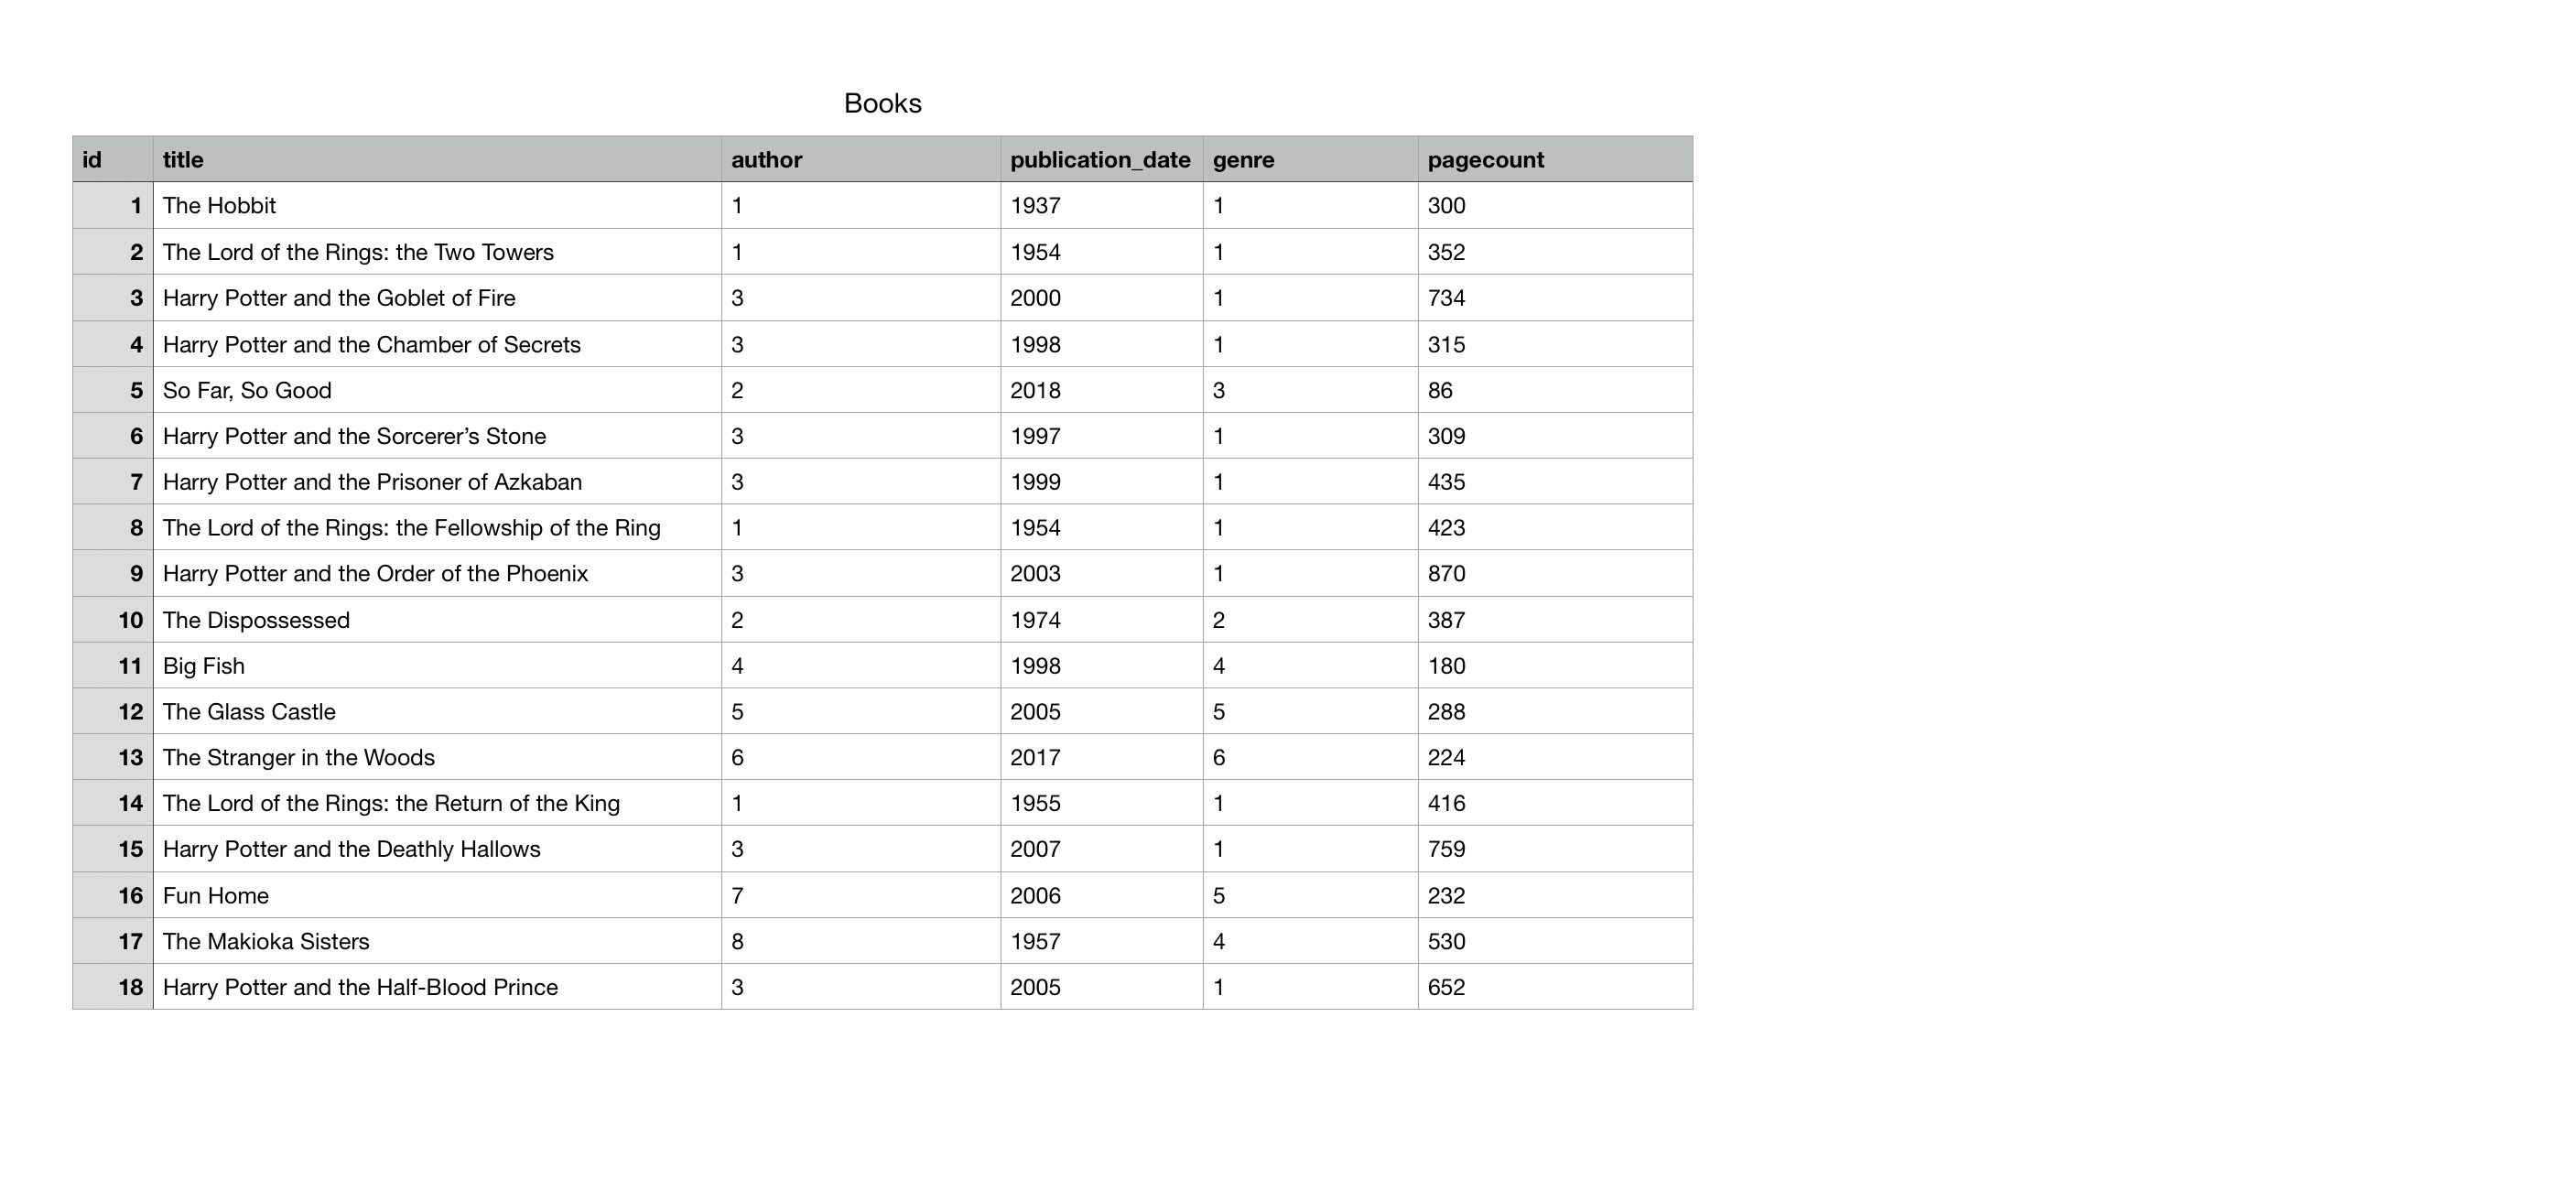 Books
id title author publication_date genre pagecount
1 The Hobbit 1 1937 1 300
2 The Lord of the Rings: the Two Towers 1 1954 1 352
3 Harry Potter and the Goblet of Fire 3 2000 1 734
4 Harry Potter and the Chamber of Secrets 3 1998 1 315
5 So Far, So Good 2 2018 3 86
6 Harry Potter and the Sorcerer’s Stone 3 1997 1 309
7 Harry Potter and the Prisoner of Azkaban 3 1999 1 435
8 The Lord of the Rings: the Fellowship of the Ring 1 1954 1 423
9 Harry Potter and the Order of the Phoenix 3 2003 1 870
10 The Dispossessed 2 1974 2 387
11 Big Fish 4 1998 4 180
12 The Glass Castle 5 2005 5 288
13 The Stranger in the Woods 6 2017 6 224
14 The Lord of the Rings: the Return of the King 1 1955 1 416
15 Harry Potter and the Deathly Hallows 3 2007 1 759
16 Fun Home 7 2006 5 232
17 The Makioka Sisters 8 1957 4 530
18 Harry Potter and the Half-Blood Prince 3 2005 1 652